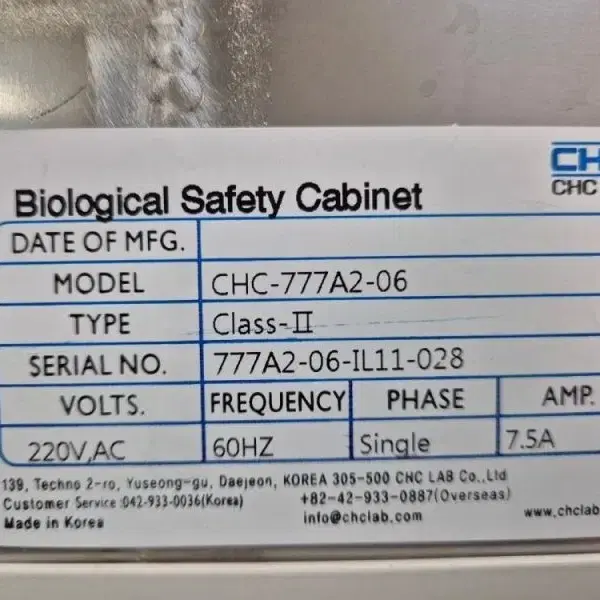 CH
CHC
Biological Safety Cabinet
DATE OF MFG.
MODEL CHC-777A2-06
TYPE Class-Ⅱ
SERIAL NO. 777A2-06-IL11-028
VOLTS. FREQUENCY PHASE AMP.
220V,AC 60HZ Single 7.5A
139, Techno 2-ro, Yuseong-gu, Daejeon, KOREA 305-500 CHC LAB Co.,Ltd
Customer Service :042-933-0036(Korea) +82-42-933-0887(Overseas)
Made in Korea info@chclab.com www.chclab